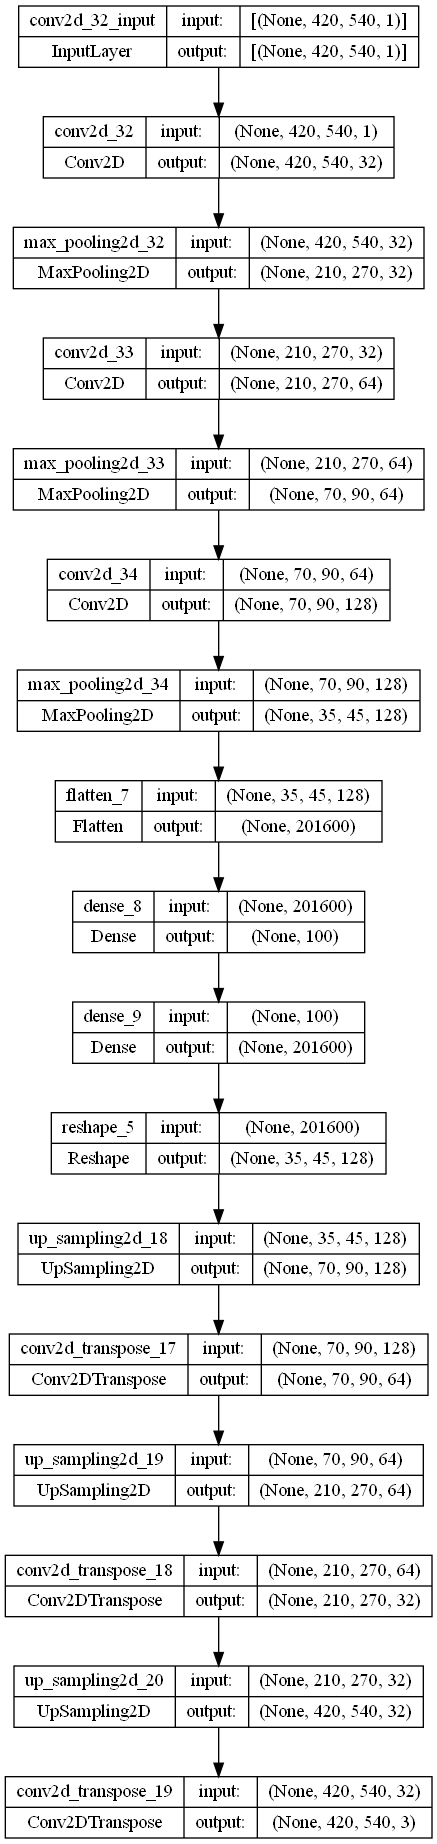 conv2d_32_input input: [(None, 420, 540, 1)]
InputLayer output: [(None, 420, 540, 1)]
conv2d_32 input: (None, 420, 540, 1)
Conv2D output: (None, 420, 540, 32)
max_pooling2d_32 input: (None, 420, 540, 32)
MaxPooling2D output: (None, 210, 270, 32)
conv2d_33 input: (None, 210, 270, 32)
Conv2D output: (None, 210, 270, 64)
max_pooling2d_33 input: (None, 210, 270, 64)
MaxPooling2D output: (None, 70, 90, 64)
conv2d_34 input: (None, 70, 90, 64)
Conv2D output: (None, 70, 90, 128)
max_pooling2d_34 input: (None, 70, 90, 128)
MaxPooling2D output: (None, 35, 45, 128)
flatten_7 input: (None, 35, 45, 128)
Flatten output: (None, 201600)
dense_8 input: (None, 201600)
Dense output: (None, 100)
dense_9 input: (None, 100)
Dense output: (None, 201600)
reshape_5 input: (None, 201600)
Reshape output: (None, 35, 45, 128)
up_sampling2d_18 input: (None, 35, 45, 128)
UpSampling2D output: (None, 70, 90, 128)
conv2d_transpose_17 input: (None, 70, 90, 128)
Conv2DTranspose output: (None, 70, 90, 64)
up_sampling2d_19 input: (None, 70, 90, 64)
UpSampling2D output: (None, 210, 270, 64)
conv2d_transpose_18 input: (None, 210, 270, 64)
Conv2DTranspose output: (None, 210, 270, 32)
up_sampling2d_20 input: (None, 210, 270, 32)
UpSampling2D output: (None, 420, 540, 32)
conv2d_transpose_19 input: (None, 420, 540, 32)
Conv2DTranspose output: (None, 420, 540, 3)